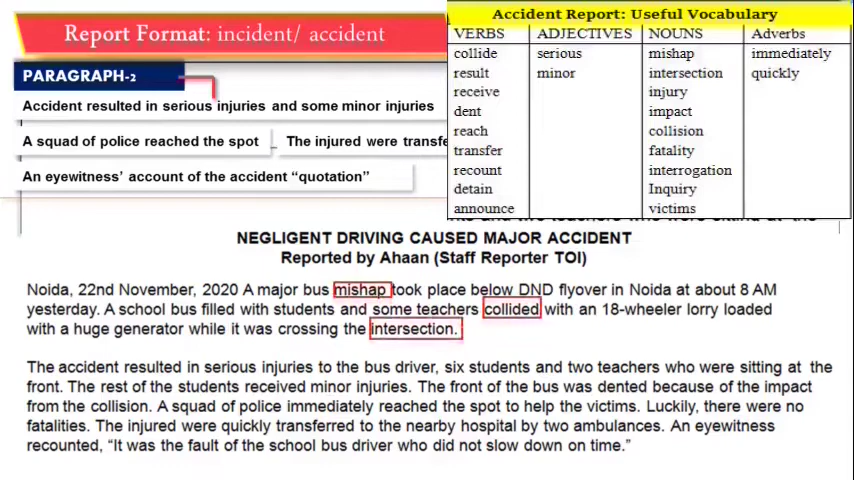 Report Format: incident/ accident
PARAGRAPH-2
Accident resulted in serious injuries and some minor injuries
A squad of police reached the spot
The injured were transfe
An eyewitness' account of the accident “quotation”
Accident Report: Useful Vocabulary
VERBS ADJECTIVES NOUNS Adverbs
collide serious mishap immediately
result minor intersection quickly
receive injury
dent impact
reach collision
transfer fatality
recount interrogation
detain Inquiry
announce victims
and two teachers who were sitting at the
NEGLIGENT DRIVING CAUSED MAJOR ACCIDENT
Reported by Ahaan (Staff Reporter TOI)
Noida, 22nd November, 2020 A major bus mishap took place below DND flyover in Noida at about 8 AM
yesterday. A school bus filled with students and some teachers collided with an 18-wheeler lorry loaded
with a huge generator while it was crossing the intersection.
The accident resulted in serious injuries to the bus driver, six students and two teachers who were sitting at the
front. The rest of the students received minor injuries. The front of the bus was dented because of the impact
from the collision. A squad of police immediately reached the spot to help the victims. Luckily, there were no
fatalities. The injured were quickly transferred to the nearby hospital by two ambulances. An eyewitness
recounted, “It was the fault of the school bus driver who did not slow down on time.”